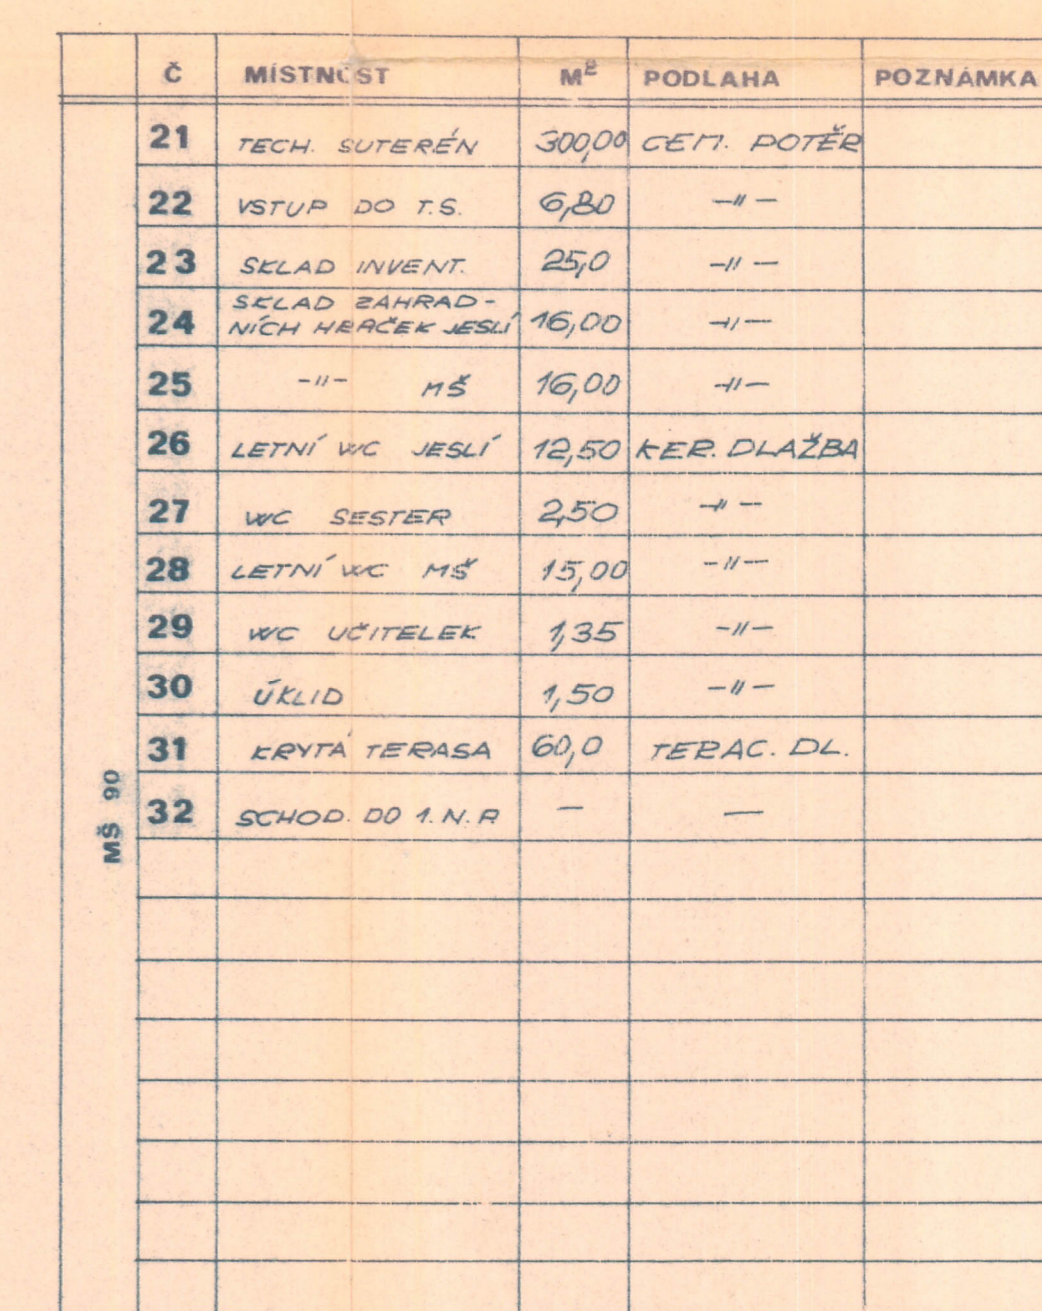 Č MÍSTNOST M² PODLAHA POZNÁMKA
21 TECH. SUTERÉN 300,00 CEM. POTĚR
22 VSTUP DO T.S. 6,80 -〃-
23 SKLAD INVENT. 25,0 -〃-
24 SKLAD ZAHRAD-
NÍCH HRAČEK JESLÍ 16,00 -〃-
25 -〃- MŠ 16,00 -〃-
26 LETNÍ WC JESLÍ 12,50 KER. DLAŽBA
27 WC SESTER 2,50 -〃-
28 LETNÍ WC MŠ 15,00 -〃-
29 WC UČITELEK 1,35 -〃-
30 ÚKLID 1,50 -〃-
31 KRYTÁ TERASA 60,0 TERAC. DL.
32 SCHOD. DO 1.N.P. — —
MŠ 90